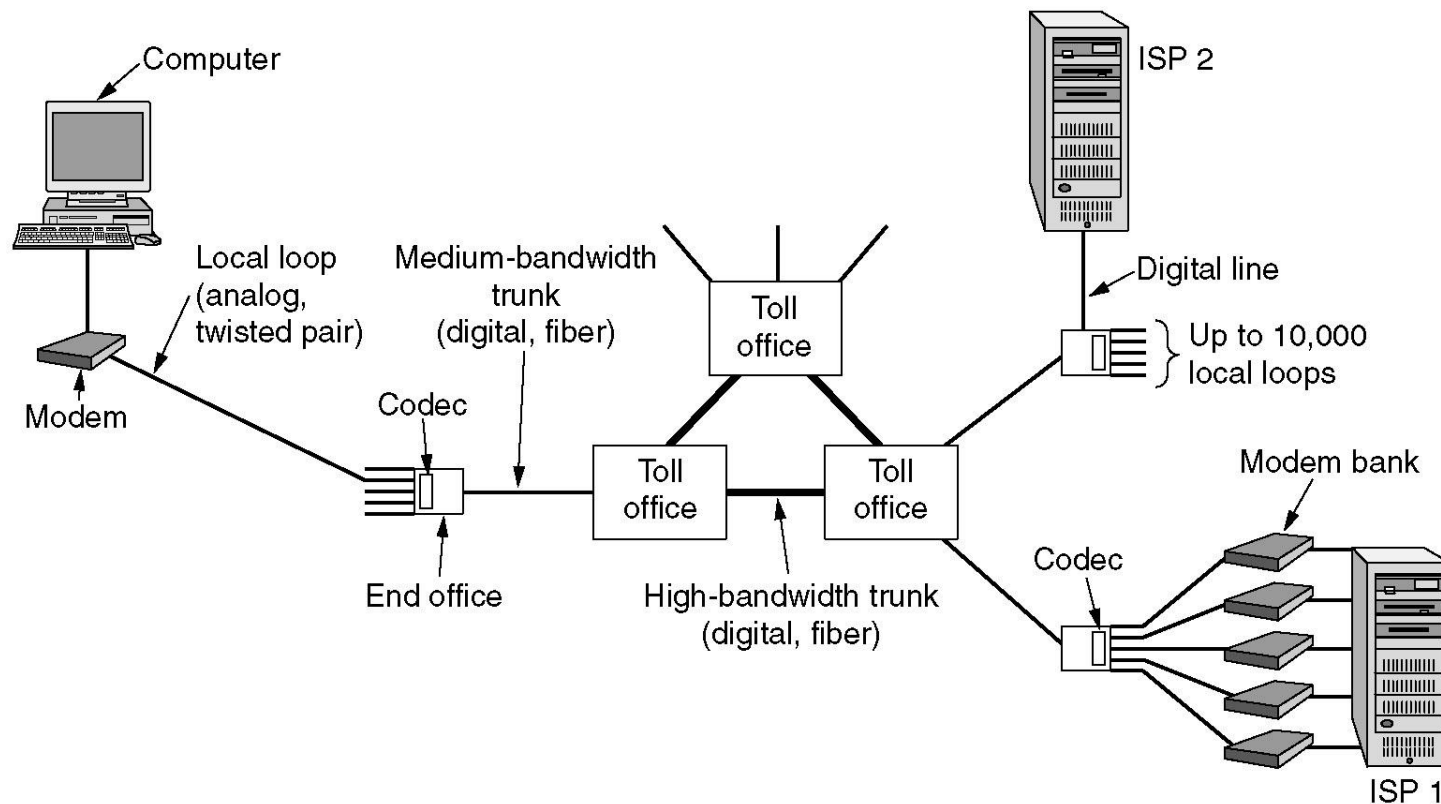 Computer
ISP 2
Local loop
(analog,
twisted pair)
Medium-bandwidth
trunk
(digital, fiber)
Toll
office
Digital line
Up to 10,000
local loops
Modem
Codec
Toll
office
Toll
office
Modem bank
End office
High-bandwidth trunk
(digital, fiber)
Codec
ISP 1